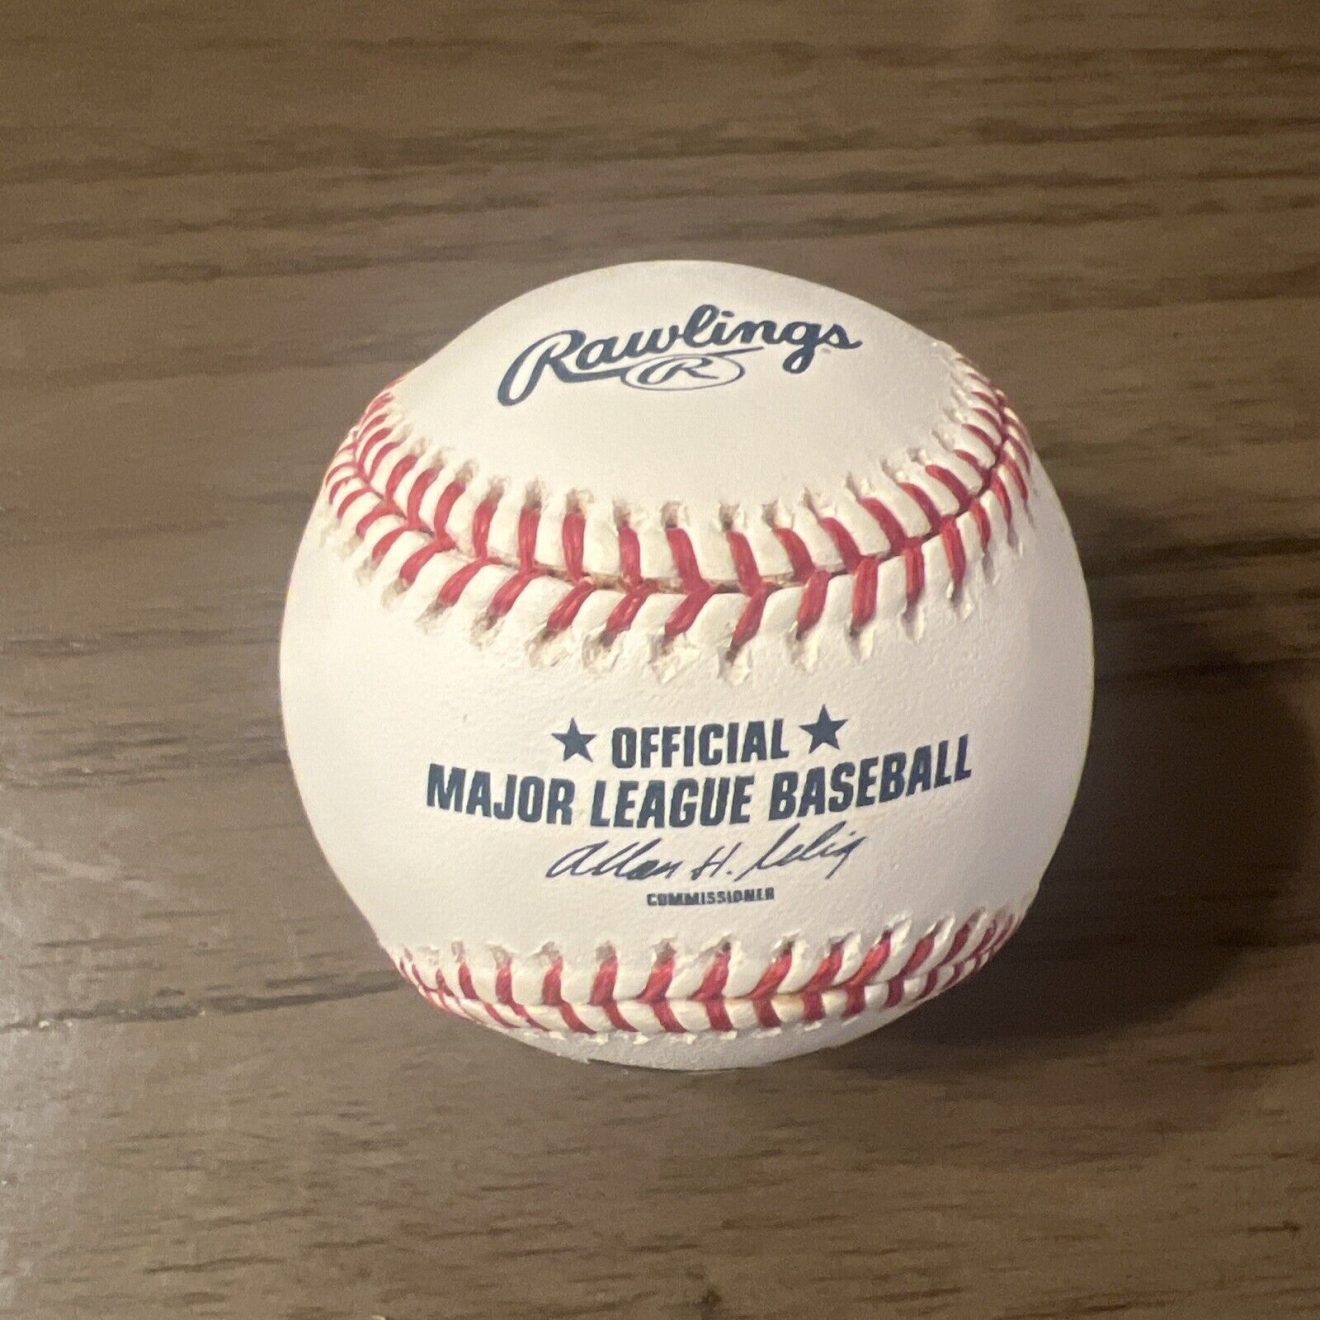 Rawlings
R
★ OFFICIAL ★
MAJOR LEAGUE BASEBALL
Allan H. Selig
COMMISSIONER